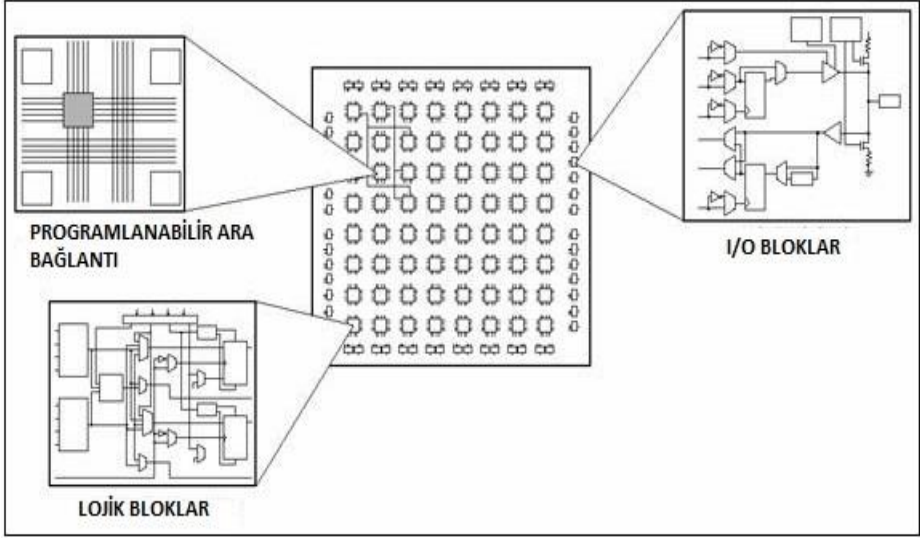 PROGRAMLANABİLİR ARA
BAĞLANTI
I/O BLOKLAR
LOJİK BLOKLAR